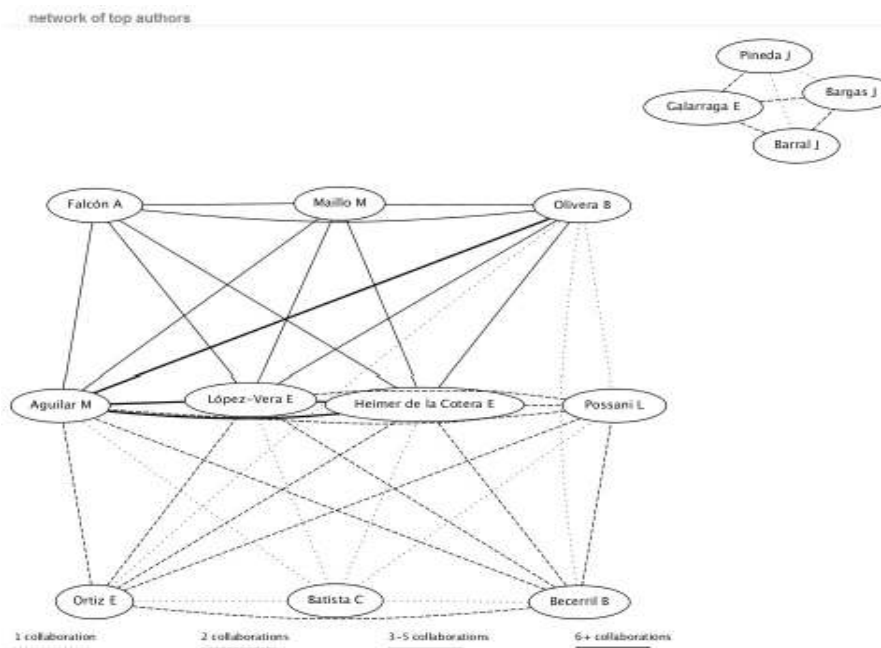 network of top authors
Pineda J
Bargas J
Galarraga E
Barral J
Falcón A
Maillo M
Olivera B
Aguilar M
López-Vera E
Heimer de la Cotera E
Possani L
Ortiz E
Batista C
Becerril B
1 collaboration
2 collaborations
3-5 collaborations
6+ collaborations